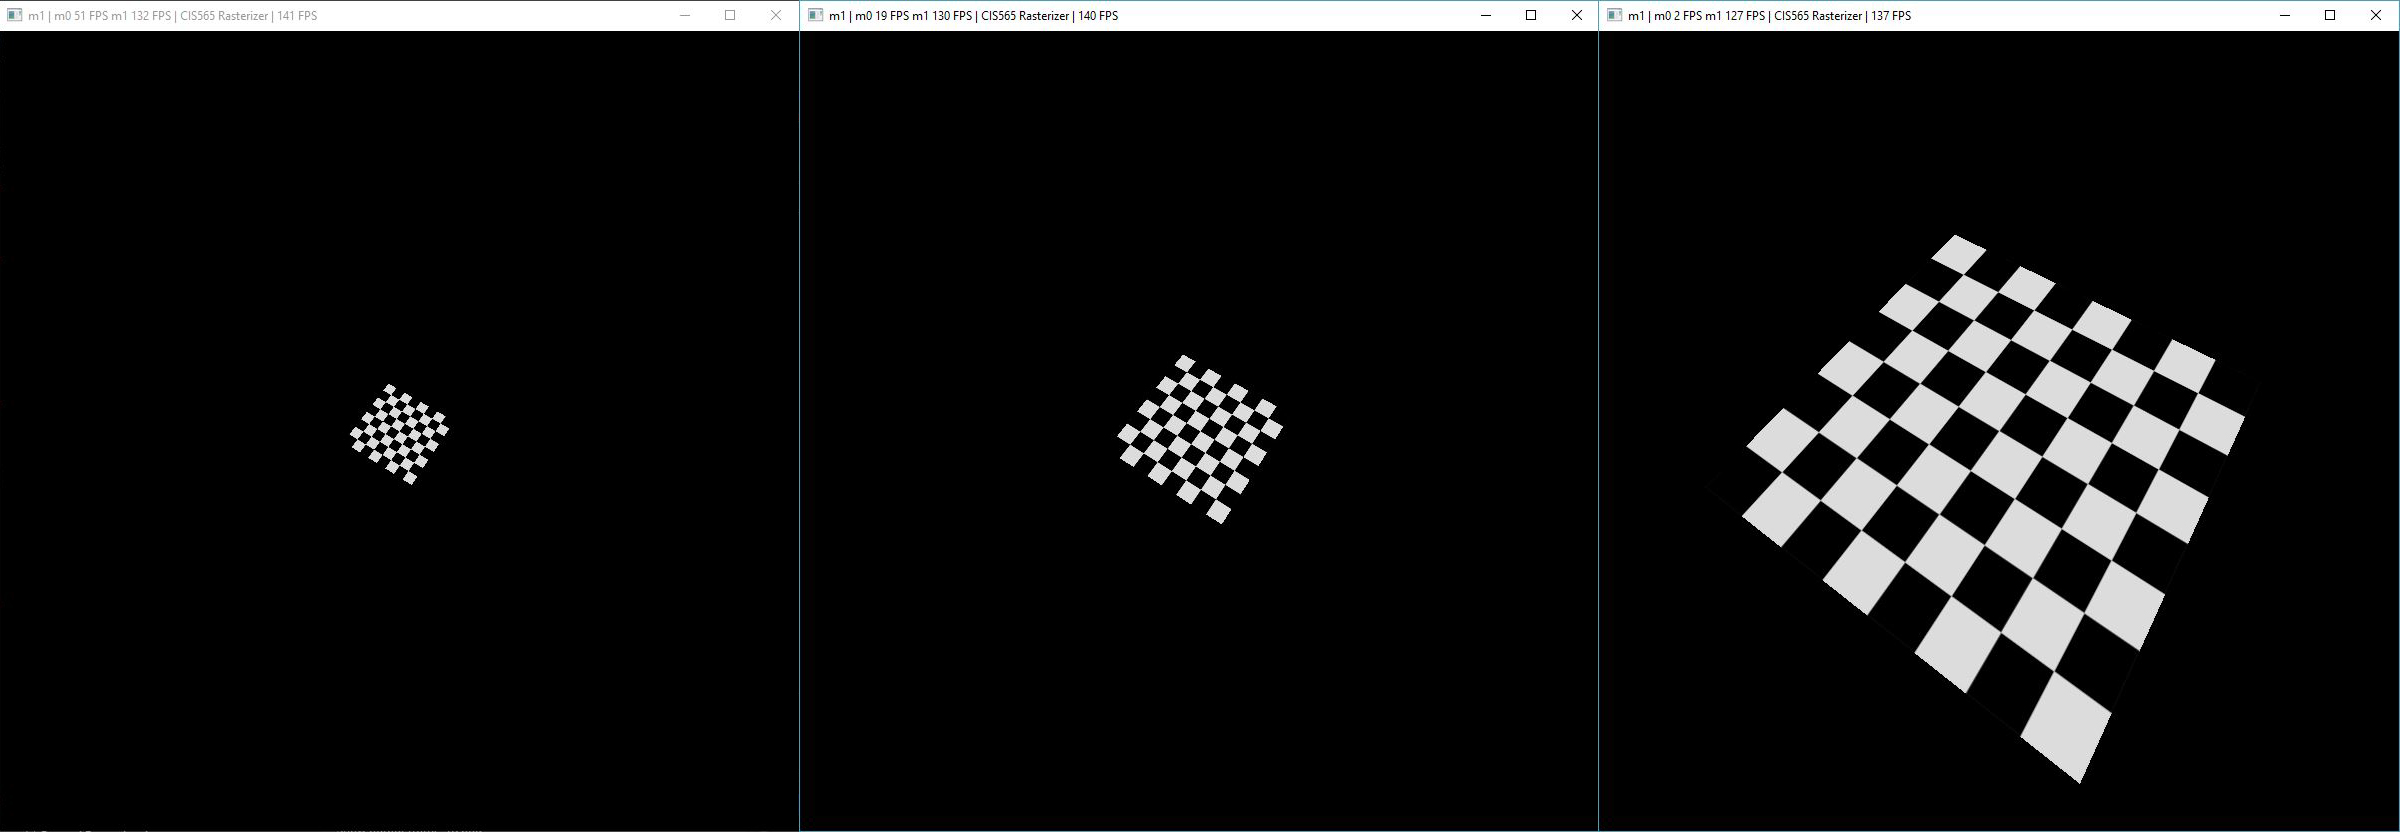 m1 | m0 51 FPS m1 132 FPS | CIS565 Rasterizer | 141 FPS
m1 | m0 19 FPS m1 130 FPS | CIS565 Rasterizer | 140 FPS
m1 | m0 2 FPS m1 127 FPS | CIS565 Rasterizer | 137 FPS